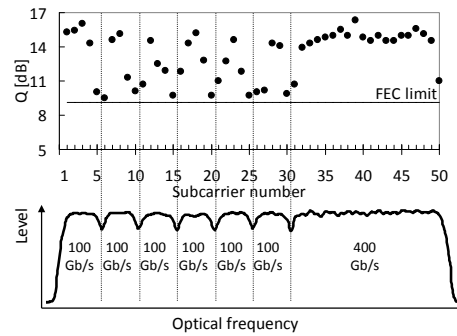 17
14
11
8
5
Q [dB]
FEC limit
1 5 10 15 20 25 30 35 40 45 50
Subcarrier number
Level
100 100 100 100 100 100 400
Gb/s Gb/s Gb/s Gb/s Gb/s Gb/s Gb/s
Optical frequency